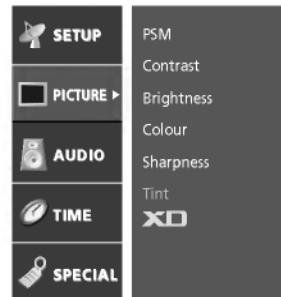 SETUP
PICTURE
AUDIO
TIME
SPECIAL
PSM
Contrast
Brightness
Colour
Sharpness
Tint
XD